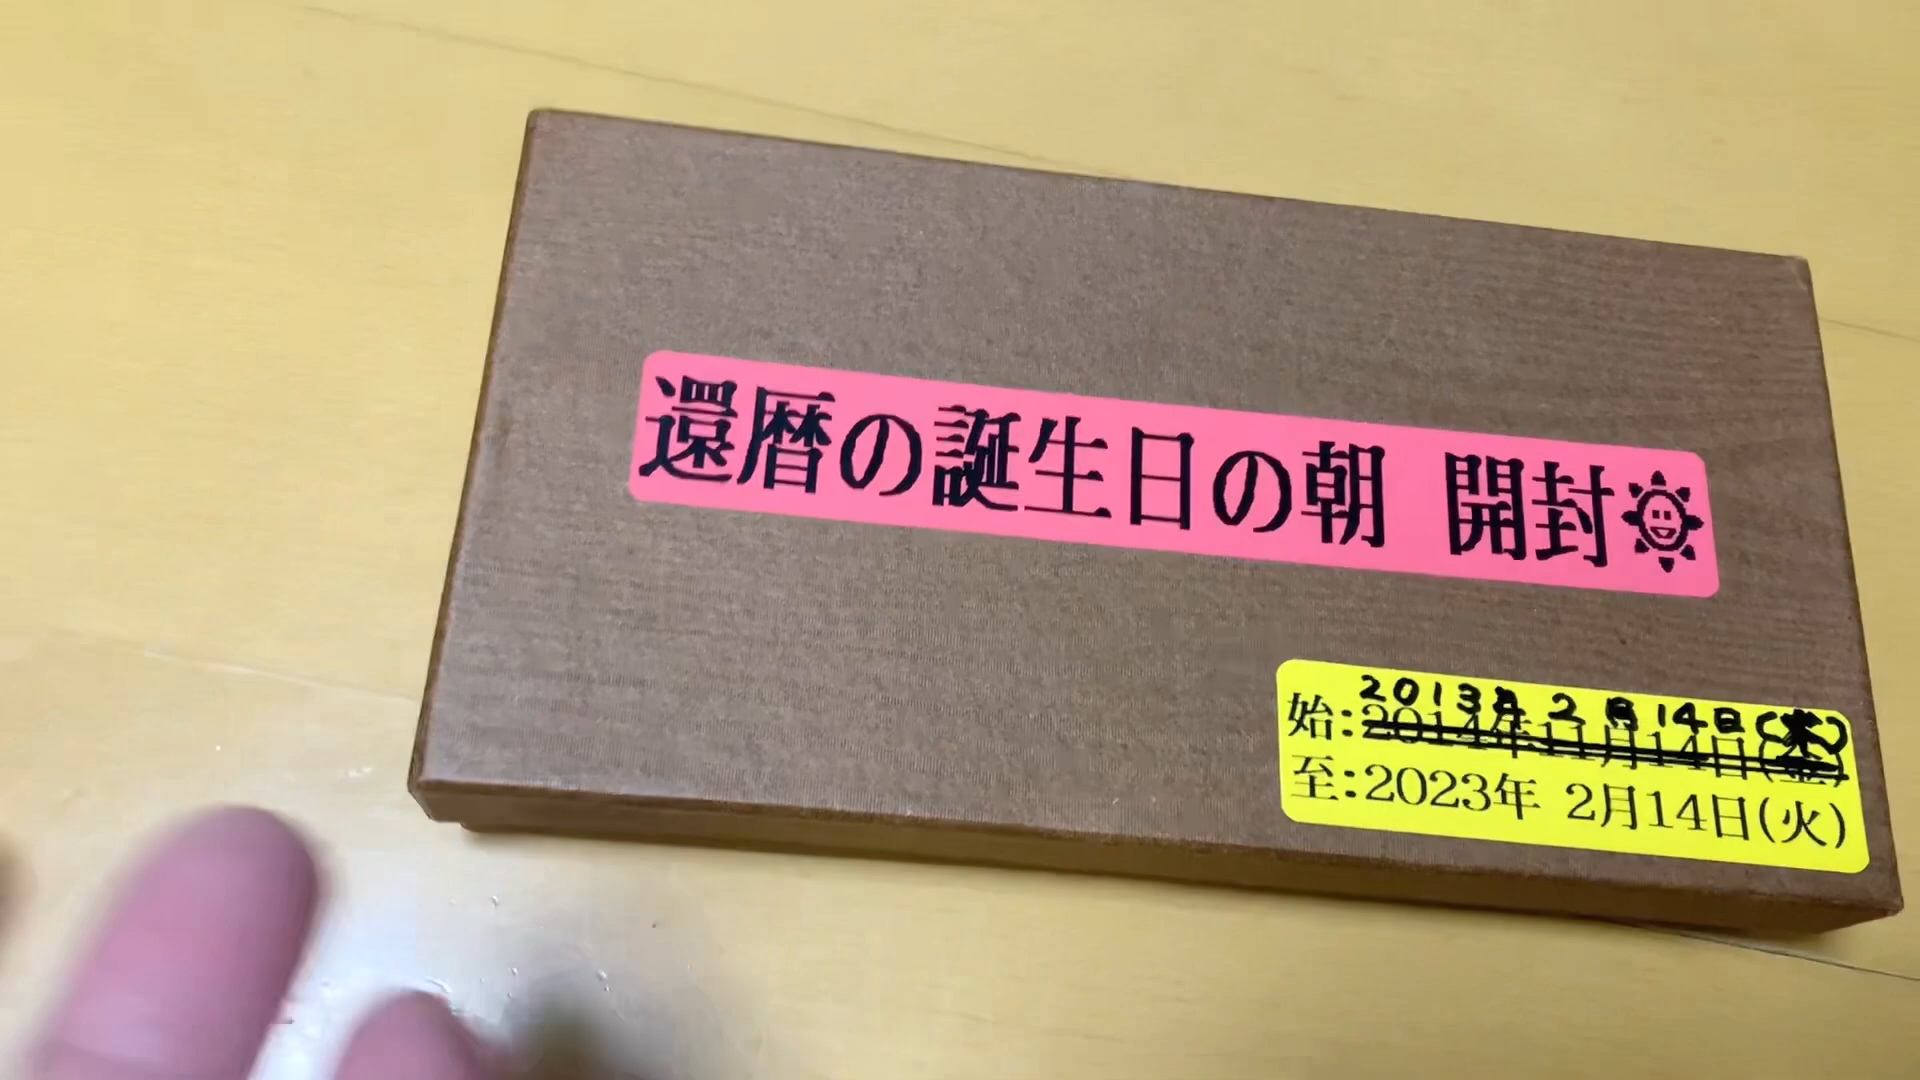 還暦の誕生日の朝 開封
2013年 2月14日(木)
始:2014年11月14日(金)
至:2023年 2月14日(火)